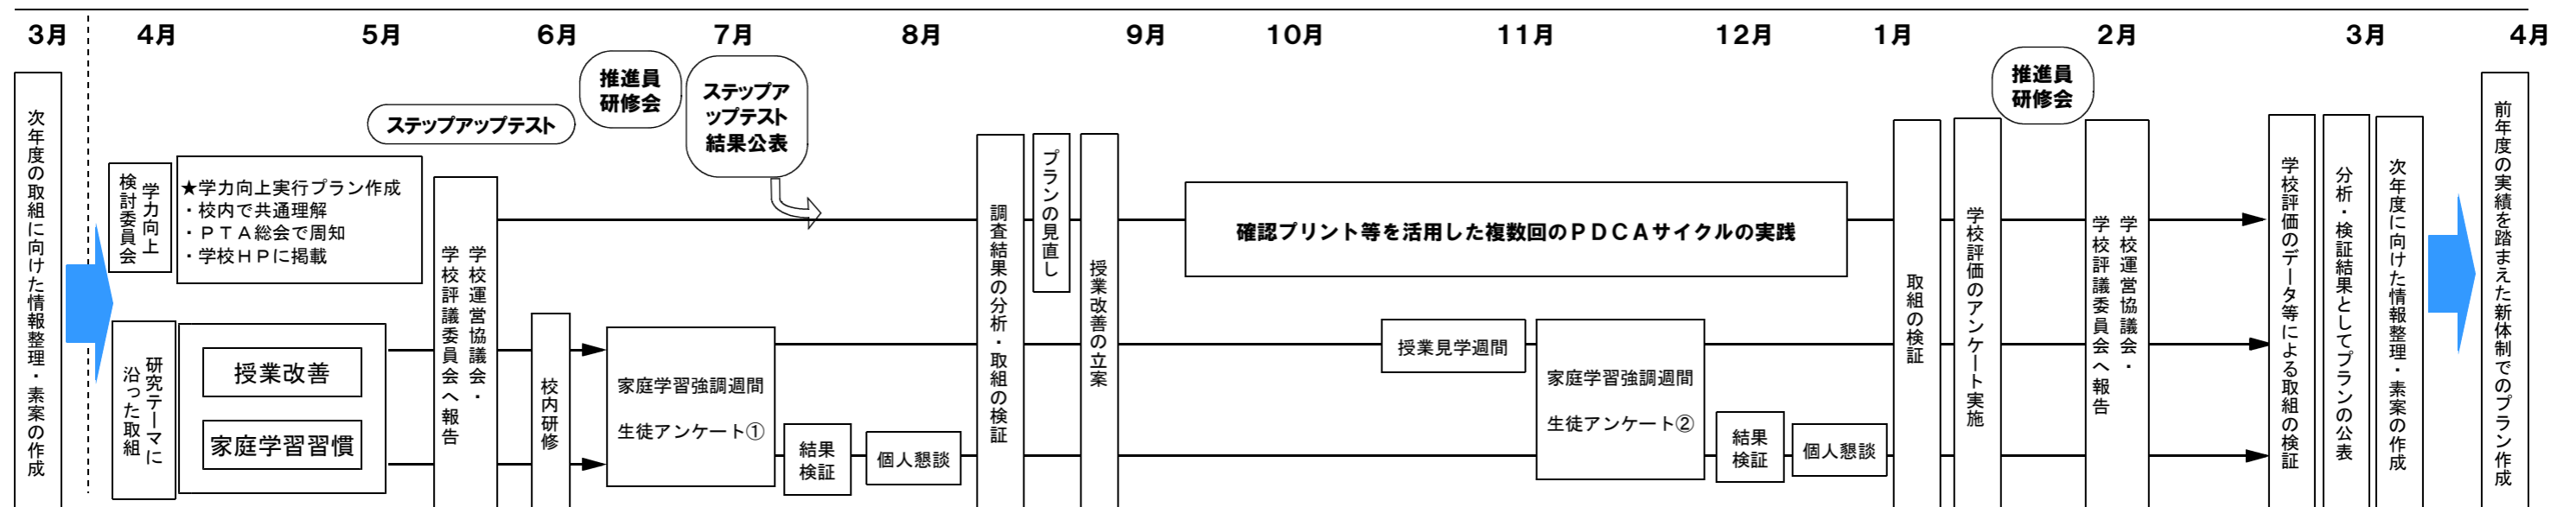 3月 4月 5月 6月 7月 8月 9月 10月 11月 12月 1月 2月 3月 4月
次年度の取組に向けた情報整理・素案の作成
学力向上
検討委員会
★学力向上実行プラン作成
・校内で共通理解
・PTA総会で周知
・学校HPに掲載
研究テーマに
沿った取組
授業改善
家庭学習習慣
ステップアップテスト
学校運営協議会・
学校評議委員会へ報告
校内研修
推進員
研修会
ステップア
ップテスト
結果公表
家庭学習強調週間
生徒アンケート①
結果
検証
個人懇談
調査結果の分析・取組の検証
プランの見直し
授業改善の立案
確認プリント等を活用した複数回のPDCAサイクルの実践
授業見学週間
家庭学習強調週間
生徒アンケート②
結果
検証
個人懇談
取組の検証
学校評価のアンケート実施
推進員
研修会
学校運営協議会・
学校評議委員会へ報告
学校評価のデータ等による取組の検証
分析・検証結果としてプランの公表
次年度に向けた情報整理・素案の作成
前年度の実績を踏まえた新体制でのプラン作成